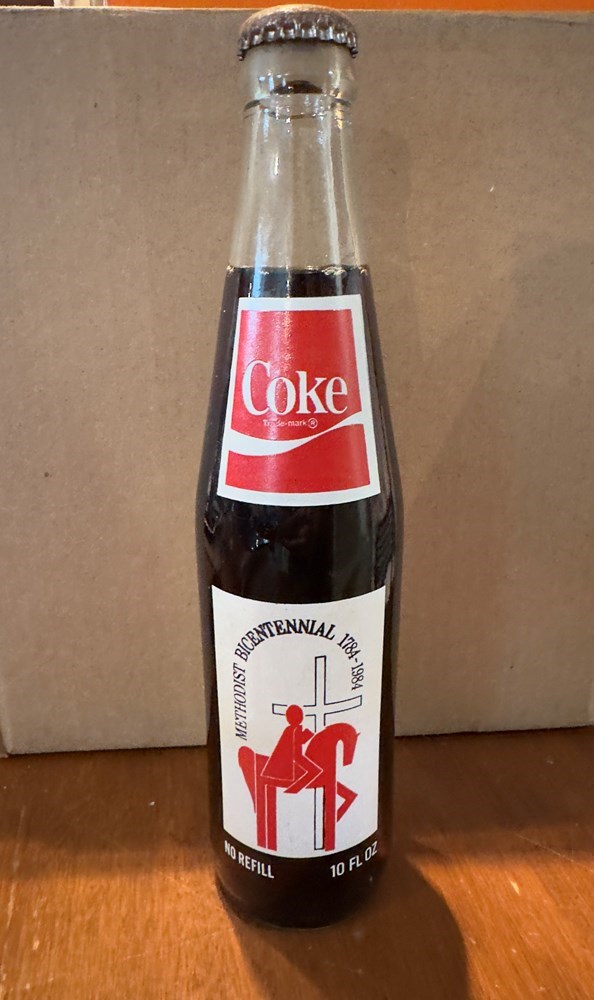 Coke
Trade-mark ®
METHODIST BICENTENNIAL 1784-1984
NO REFILL
10 FL OZ